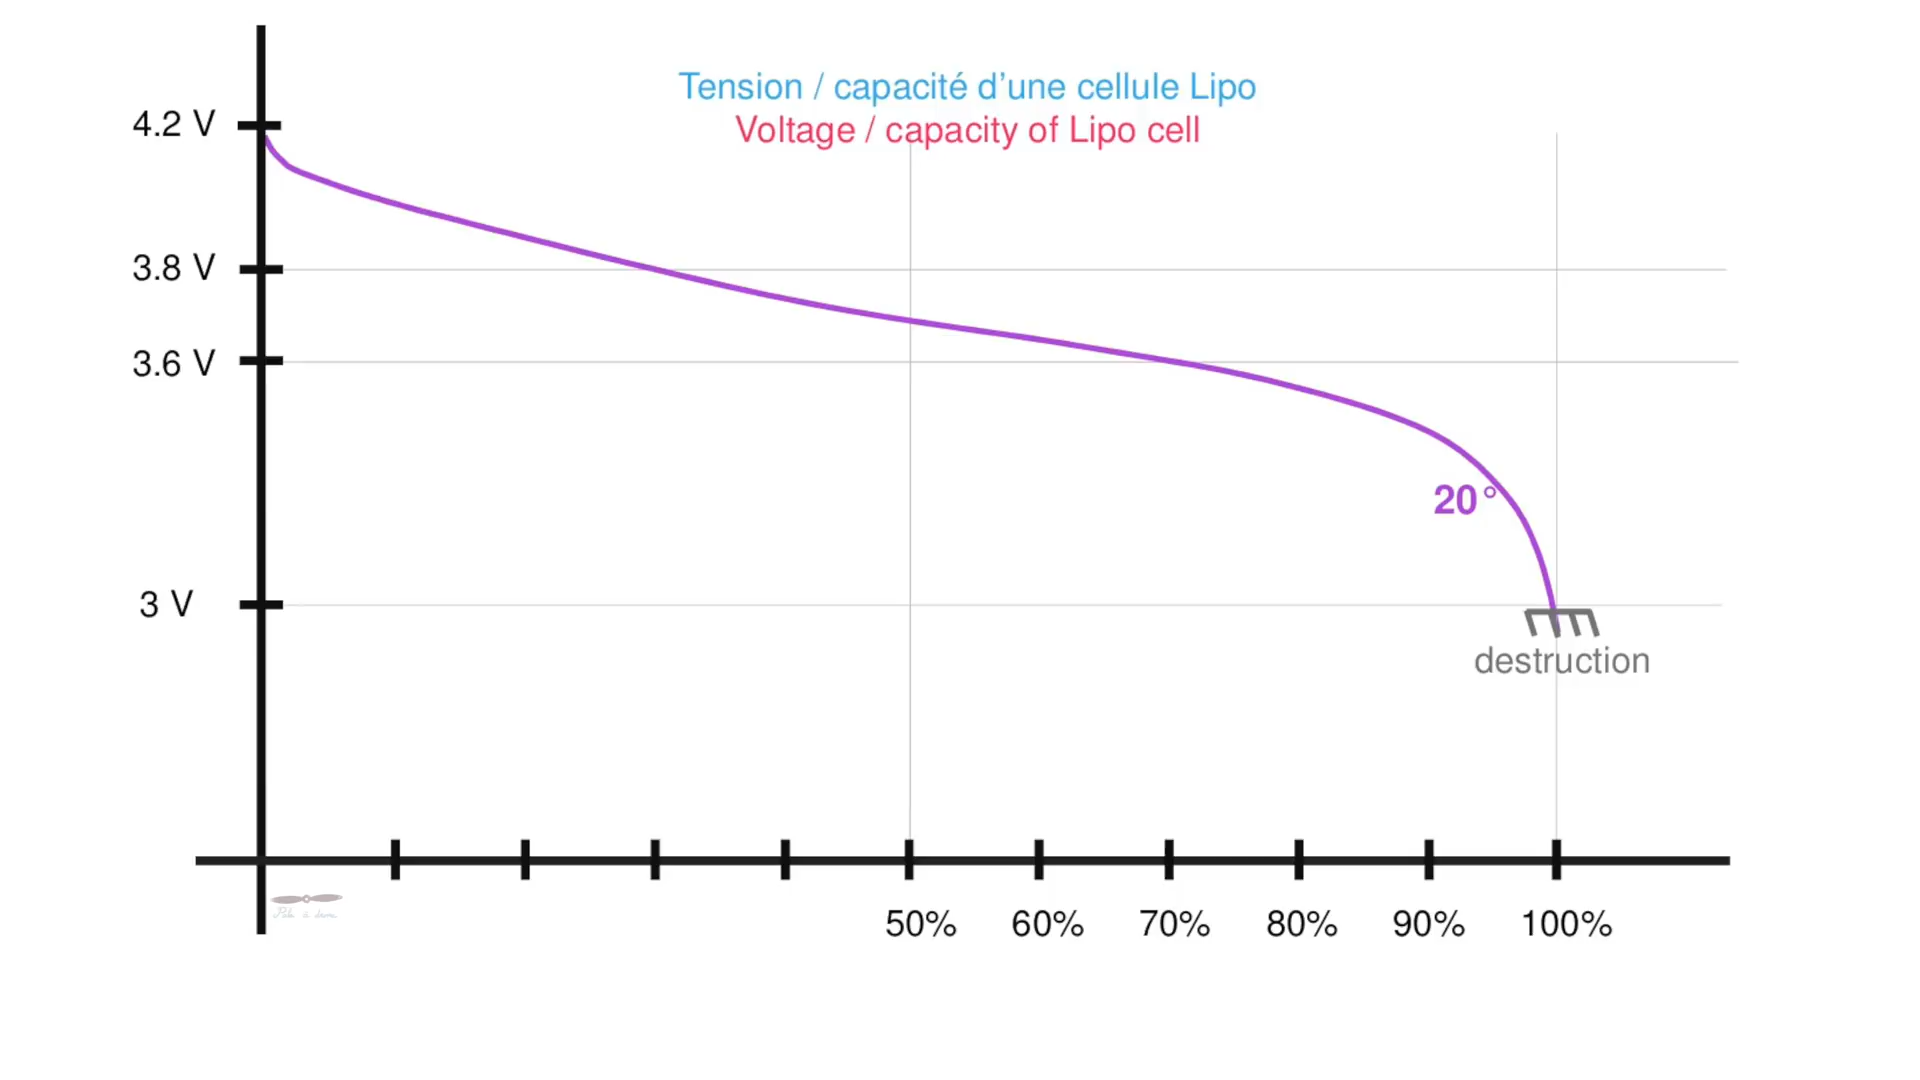 Tension / capacité d’une cellule Lipo
Voltage / capacity of Lipo cell
4.2 V
3.8 V
3.6 V
3 V
20°
destruction
50% 60% 70% 80% 90% 100%